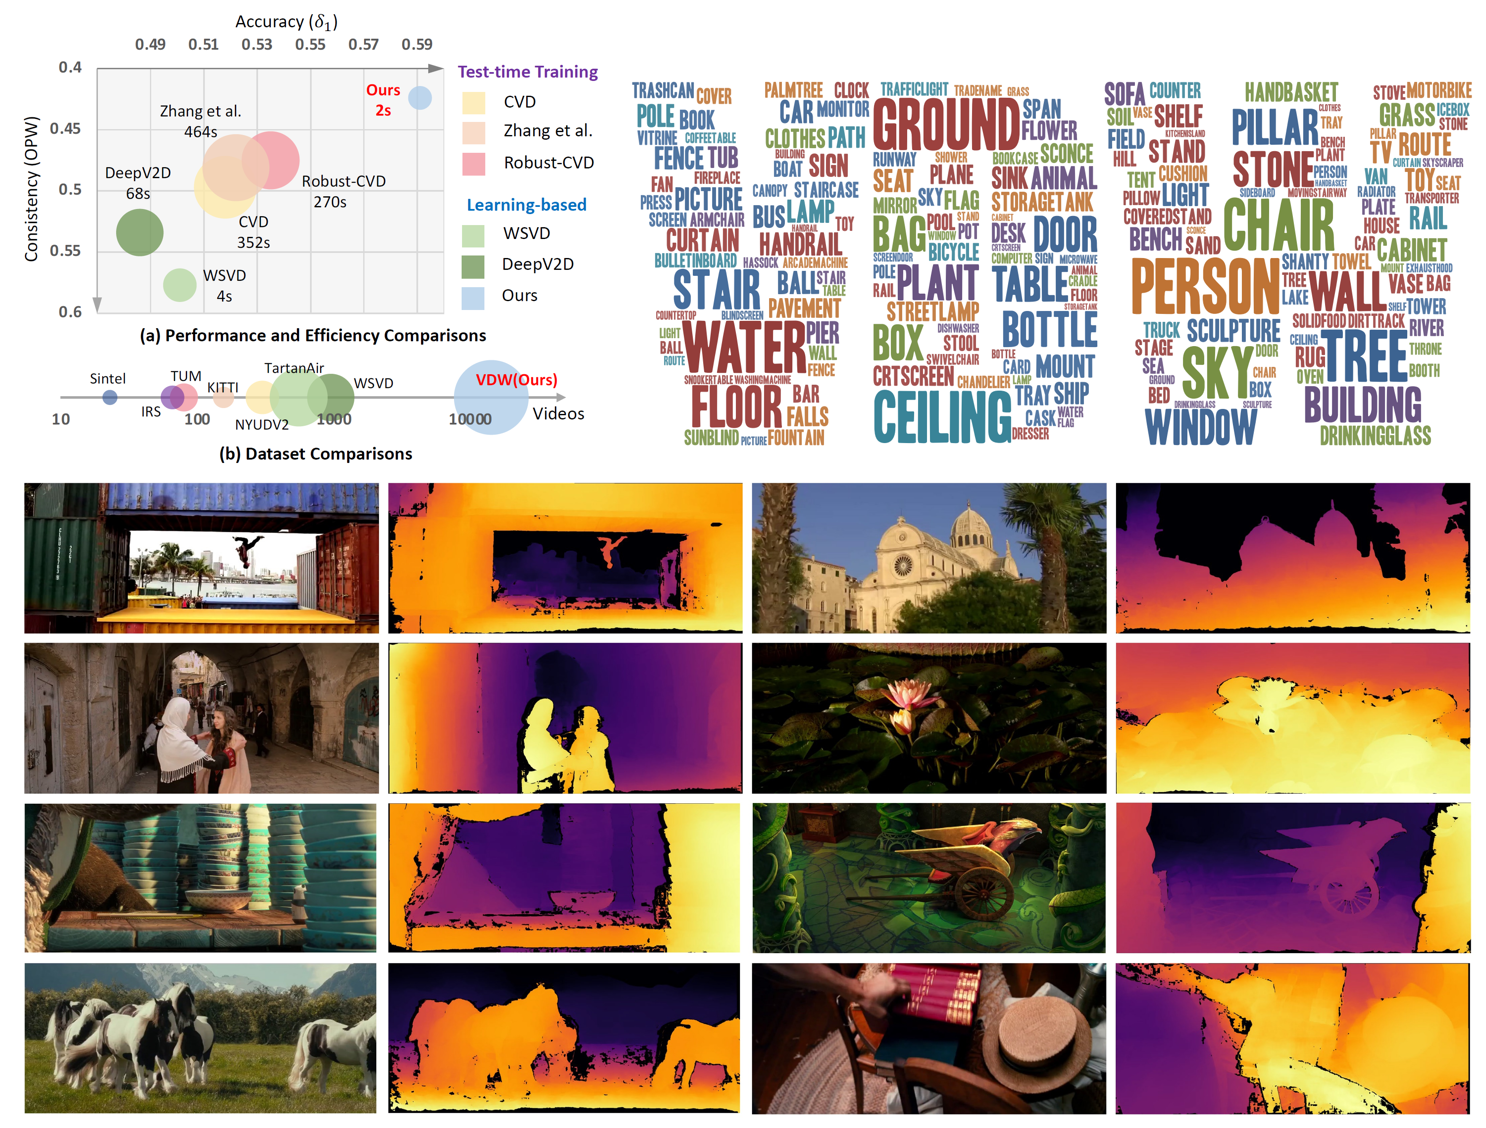 Accuracy (δ1)
0.49 0.51 0.53 0.55 0.57 0.59
Consistency (OPW)
0.4
0.45
0.5
0.55
0.6
Ours
2s
Zhang et al.
464s
DeepV2D
68s
Robust-CVD
270s
CVD
352s
WSVD
4s
Test-time Training
CVD
Zhang et al.
Robust-CVD
Learning-based
WSVD
DeepV2D
Ours
(a) Performance and Efficiency Comparisons
Sintel
IRS
TUM
KITTI
NYUDV2
TartanAir
WSVD
VDW(Ours)
10 100 1000 10000
Videos
(b) Dataset Comparisons
TRASHCAN COVER
POLE BOOK
VITRINE COFFEETABLE
FENCE TUB
FIREPLACE
FAN
PRESS PICTURE
SCREEN ARMCHAIR
CURTAIN
BULLETINBOARD
STAIR
COUNTERTOP BLINDSCREEN
LIGHT
BALL
ROUTE
WATER
SNOOKERTABLE WASHINGMACHINE
FLOOR
SUNBLIND PICTURE FOUNTAIN
PALMTREE CLOCK
CAR MONITOR
CLOTHES PATH
BUILDING
BOAT SIGN
CANOPY STAIRCASE
BUS LAMP TOY
HANDRAIL
HANDRAIL
HASSOCK ARCADEMACHINE
BALL STAIR
TABLE
PAVEMENT
PIER
WALL
FENCE
BAR
FALLS
TRAFFICLIGHT TRADENAME GRASS
GROUND SPAN
FLOWER
RUNWAY SHOWER BOOKCASE SCONCE
SEAT PLANE SINK ANIMAL
MIRROR SKY FLAG STORAGETANK
BAG POOL STAND CABINET
WINDOW POT DESK DOOR
SCREENDOOR BICYCLE CRTSCREEN
COMPUTER SIGN MICROWAVE
POLE PLANT TABLE ANIMAL
CRADLE
RAIL FLOOR
STREETLAMP STORAGETANK
BOX DISHWASHER BOTTLE
STOOL
SWIVELCHAIR BOTTLE
CARD MOUNT
CRTSCREEN CHANDELIER LAMP
TRAY SHIP
CEILING CASK WATER
FLAG
DRESSER
SOFA COUNTER
SOIL VASE SHELF
FIELD KITCHENISLAND
HILL STAND
TENT CUSHION
PILLOW LIGHT
COVEREDSTAND
BENCH SCONCE
SAND
PERSON
TRUCK SCULPTURE
STAGE
SEA SKY DOOR
GROUND CHAIR
BED BOX
DRINKINGGLASS SCULPTURE
WINDOW
HANDBASKET
CLOTHES
PILLAR TRAY
BENCH
STONE PLANT
PERSON
HANDBASKET
SIDEBOARD MOVINGSTAIRWAY
CHAIR
SHANTY TOWEL
TREE
LAKE WALL
SOLIDFOOD DIRTTRACK
CEILING
RUG TREE
OVEN
BUILDING
DRINKINGGLASS
STOVE MOTORBIKE
GRASS ICEBOX
STONE
PILLAR ROUTE
TV CURTAIN SKYSCRAPER
VAN TOY SEAT
RADIATOR TRANSPORTER
PLATE RAIL
HOUSE
CAR CABINET
MOUNT EXHAUSTHOOD
VASE BAG
SHELF TOWER
RIVER
THRONE
BOOTH